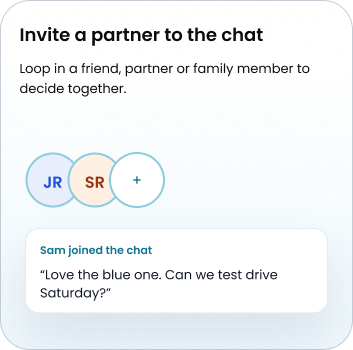 Invite a partner to the chat
Loop in a friend, partner or family member to
decide together.
JR SR +
Sam joined the chat
“Love the blue one. Can we test drive
Saturday?”